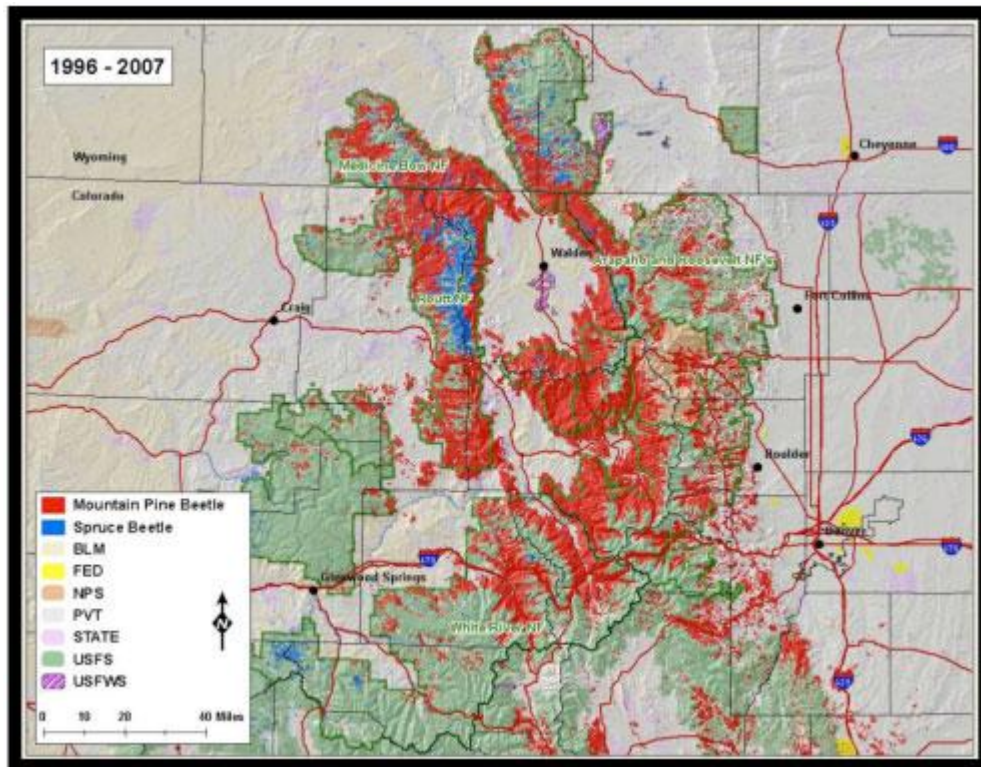 1996 - 2007
Wyoming
Colorado
Cheyenne
Medicine Bow NF
Walden
Arapaho and Roosevelt NF's
Fort Collins
Craig
Routt NF
Boulder
Denver
Glenwood Springs
White River NF
Mountain Pine Beetle
Spruce Beetle
BLM
FED
NPS
PVT
STATE
USFS
USFWS
N
0 10 20 40 Miles